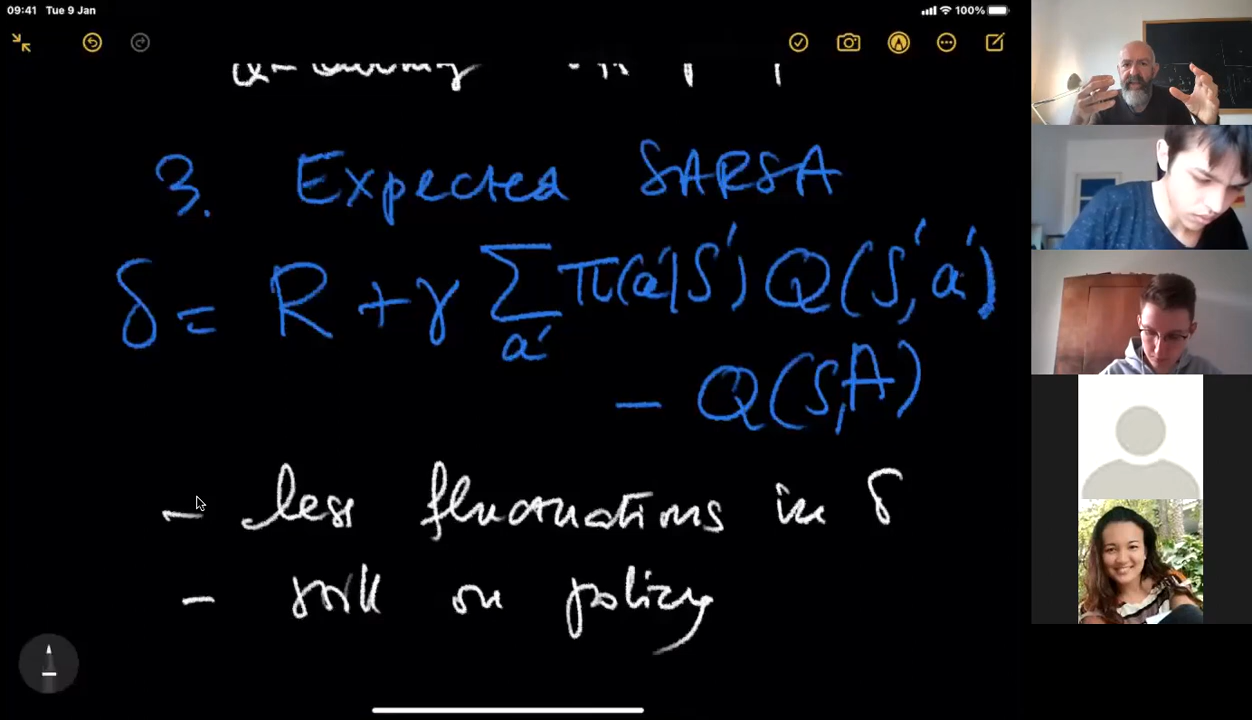 09:41 Tue 9 Jan
100%
3. Expected SARSA
δ = R + γ ∑ π(a'|S') Q(S', a')
a'
- Q(S,A)
- less fluctuations in δ
- still on policy